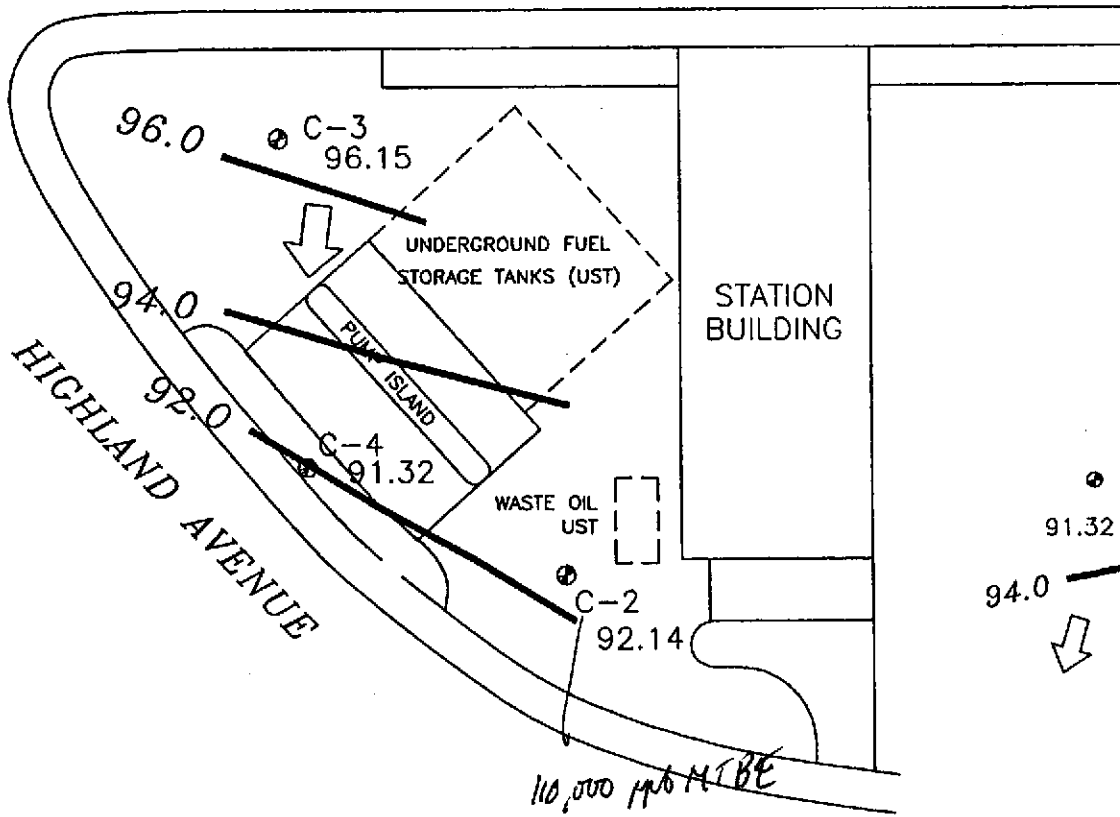 96.0
C-3
96.15
UNDERGROUND FUEL
STORAGE TANKS (UST)
94.0
PUMP ISLAND
STATION
BUILDING
92.0
HIGHLAND AVENUE
C-4
91.32
WASTE OIL
UST
C-2
92.14
91.32
94.0
110,000 ppb MTBE